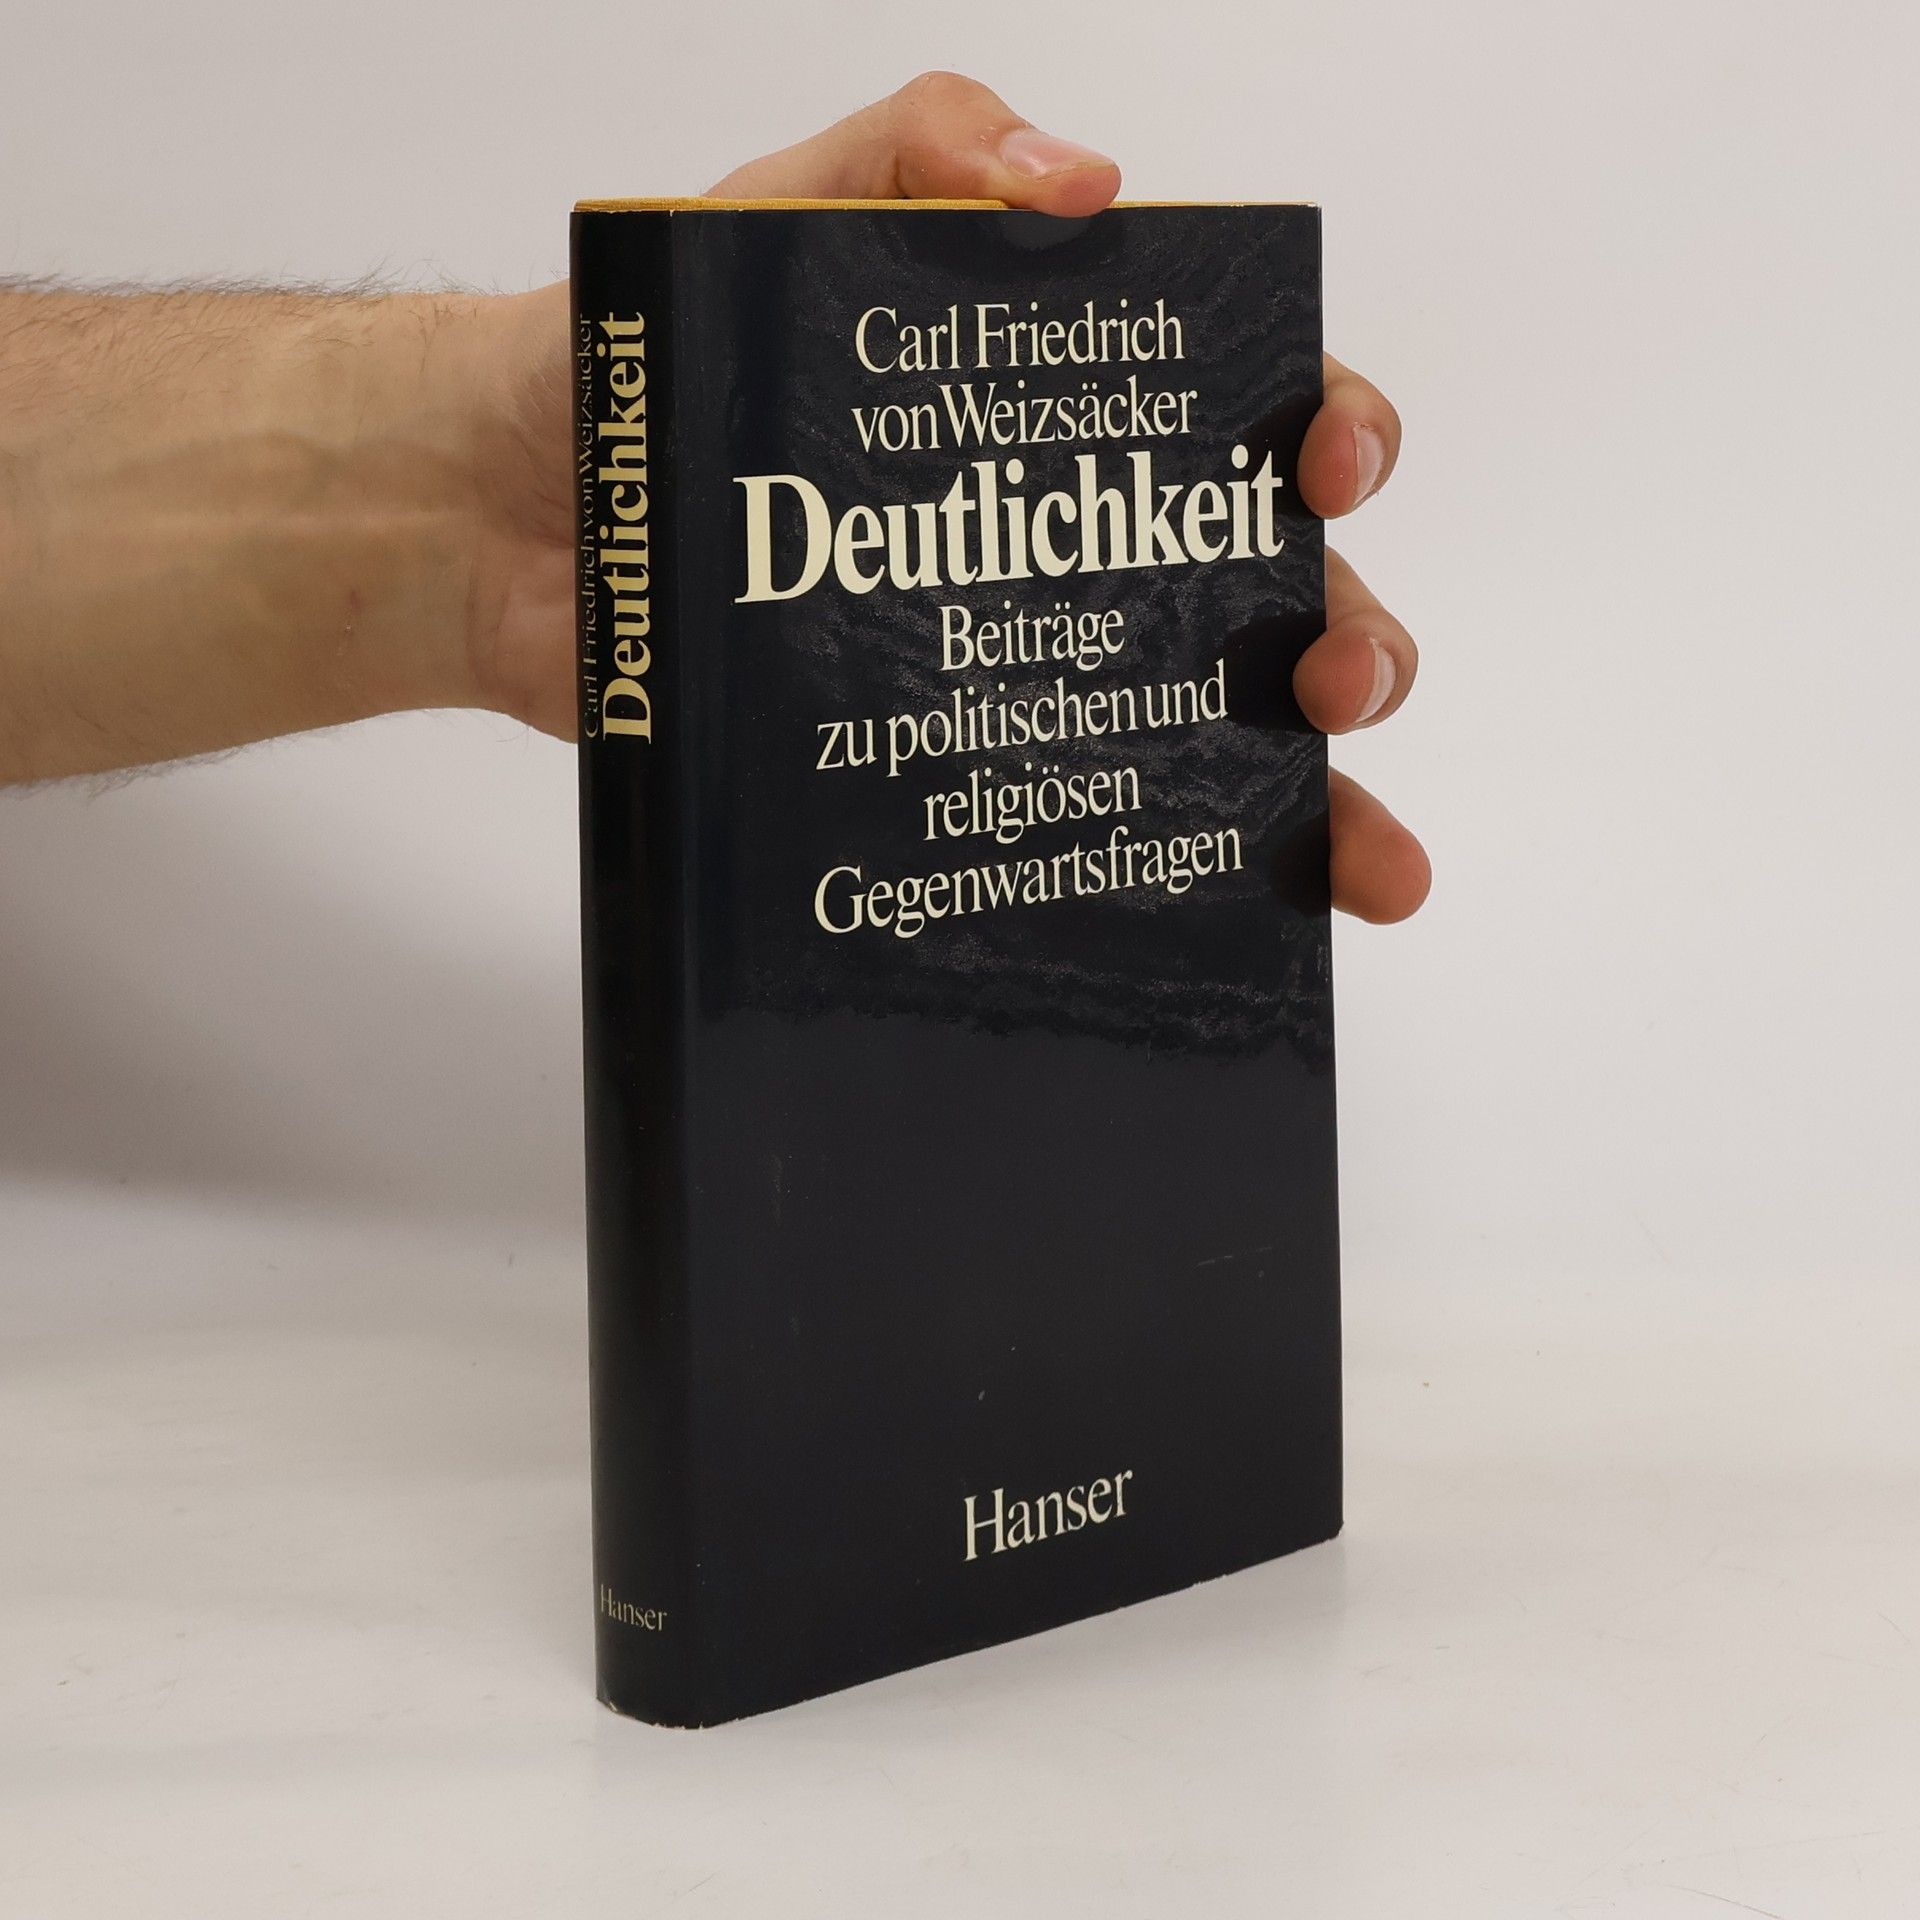 Carl Friedrich von Weizsäcker
Deutlichkeit
Hanser
Carl Friedrich
von Weizsäcker
Deutlichkeit
Beiträge
zu politischen und
religiösen
Gegenwartsfragen
Hanser